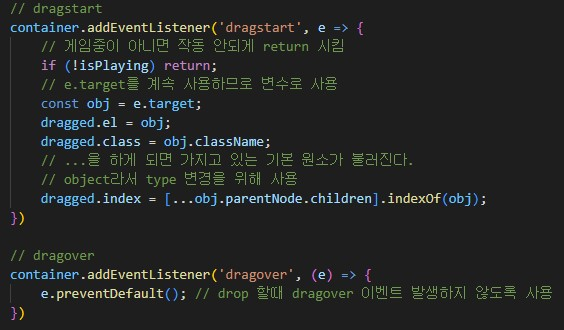 // dragstart
container.addEventListener('dragstart', e => {
    // 게임중이 아니면 작동 안되게 return 시킴
    if (!isPlaying) return;
    // e.target를 계속 사용하므로 변수로 사용
    const obj = e.target;
    dragged.el = obj;
    dragged.class = obj.className;
    // ...을 하게 되면 가지고 있는 기본 원소가 불러진다.
    // object라서 type 변경을 위해 사용
    dragged.index = [...obj.parentNode.children].indexOf(obj);
})

// dragover
container.addEventListener('dragover', (e) => {
    e.preventDefault(); // drop 할때 dragover 이벤트 발생하지 않도록 사용
})